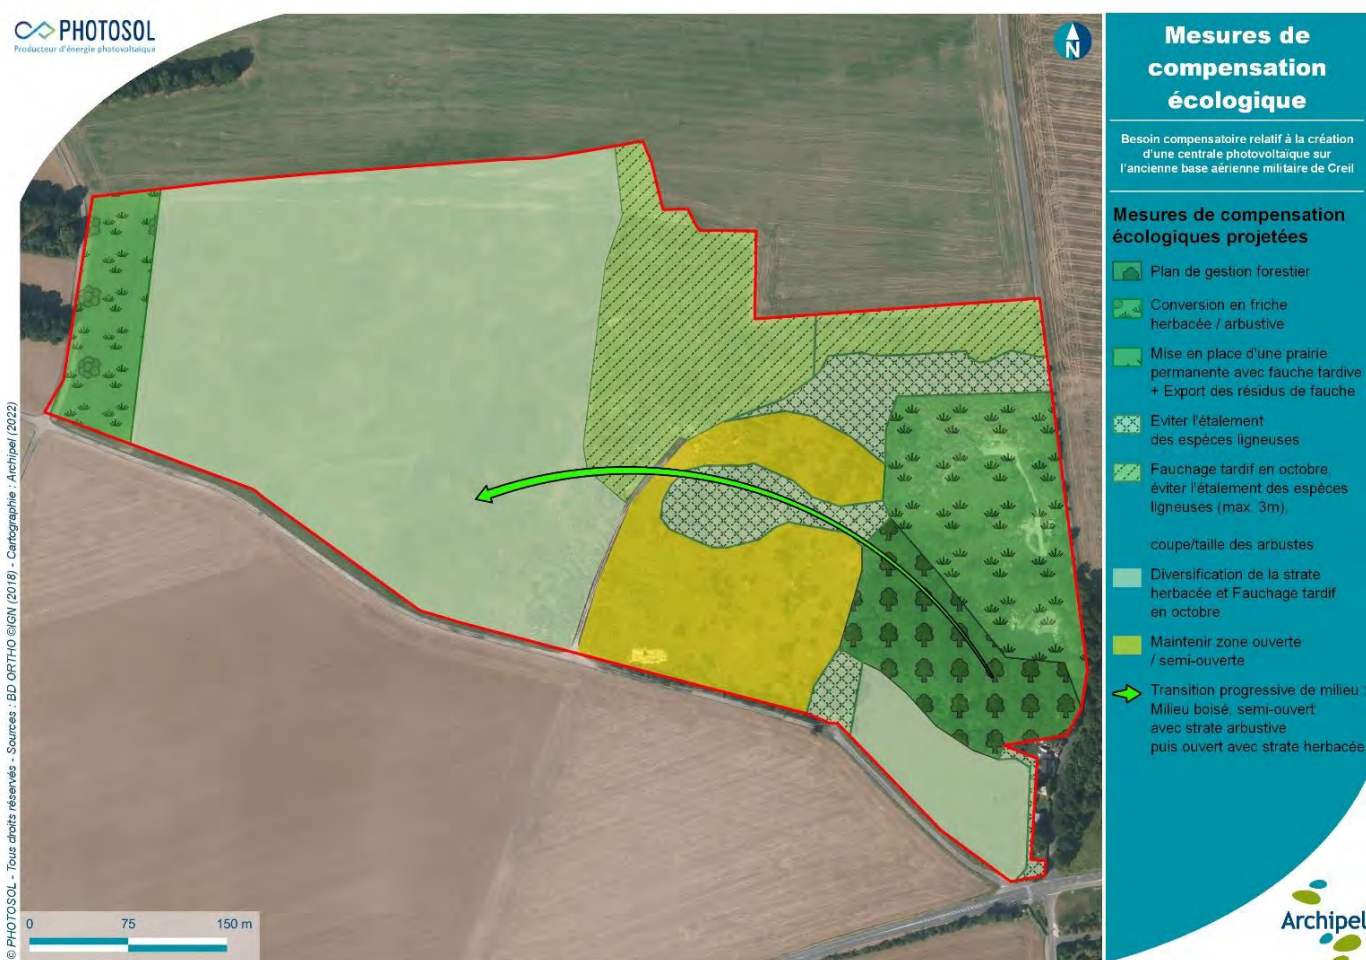 PHOTOSOL
Producteur d'énergie photovoltaïque
N
Mesures de
compensation
écologique
Besoin compensatoire relatif à la création
d'une centrale photovoltaïque sur
l'ancienne base aérienne militaire de Creil
Mesures de compensation
écologiques projetées
Plan de gestion forestier
Conversion en friche
herbacée / arbustive
Mise en place d'une prairie
permanente avec fauche tardive
+ Export des résidus de fauche
Eviter l'étalement
des espèces ligneuses
Fauchage tardif en octobre,
éviter l'étalement des espèces
ligneuses (max. 3m),
coupe/taille des arbustes
Diversification de la strate
herbacée et Fauchage tardif
en octobre
Maintenir zone ouverte
/ semi-ouverte
Transition progressive de milieu :
Milieu boisé, semi-ouvert
avec strate arbustive
puis ouvert avec strate herbacée
© PHOTOSOL - Tous droits réservés - Sources : BD ORTHO ©IGN (2018) - Cartographie : Archipel (2022)
0 75 150 m
Archipel